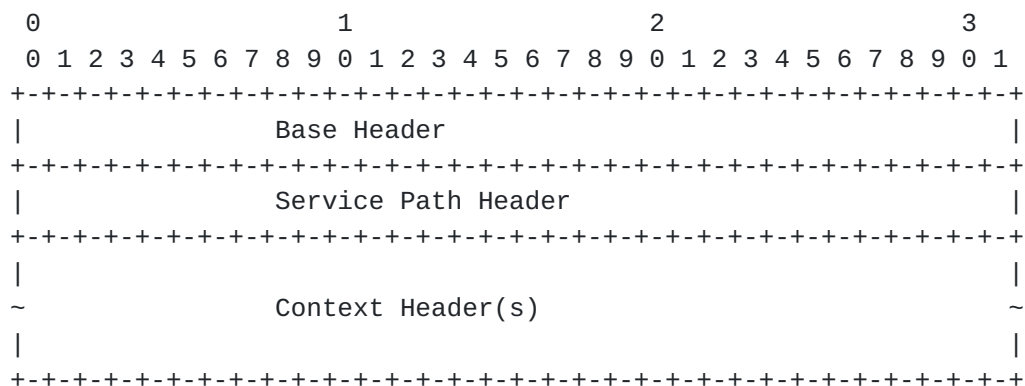 0                   1                   2                   3
 0 1 2 3 4 5 6 7 8 9 0 1 2 3 4 5 6 7 8 9 0 1 2 3 4 5 6 7 8 9 0 1
+-+-+-+-+-+-+-+-+-+-+-+-+-+-+-+-+-+-+-+-+-+-+-+-+-+-+-+-+-+-+-+-+
|                Base Header                                    |
+-+-+-+-+-+-+-+-+-+-+-+-+-+-+-+-+-+-+-+-+-+-+-+-+-+-+-+-+-+-+-+-+
|                Service Path Header                            |
+-+-+-+-+-+-+-+-+-+-+-+-+-+-+-+-+-+-+-+-+-+-+-+-+-+-+-+-+-+-+-+-+
|                                                               |
~                Context Header(s)                              ~
|                                                               |
+-+-+-+-+-+-+-+-+-+-+-+-+-+-+-+-+-+-+-+-+-+-+-+-+-+-+-+-+-+-+-+-+